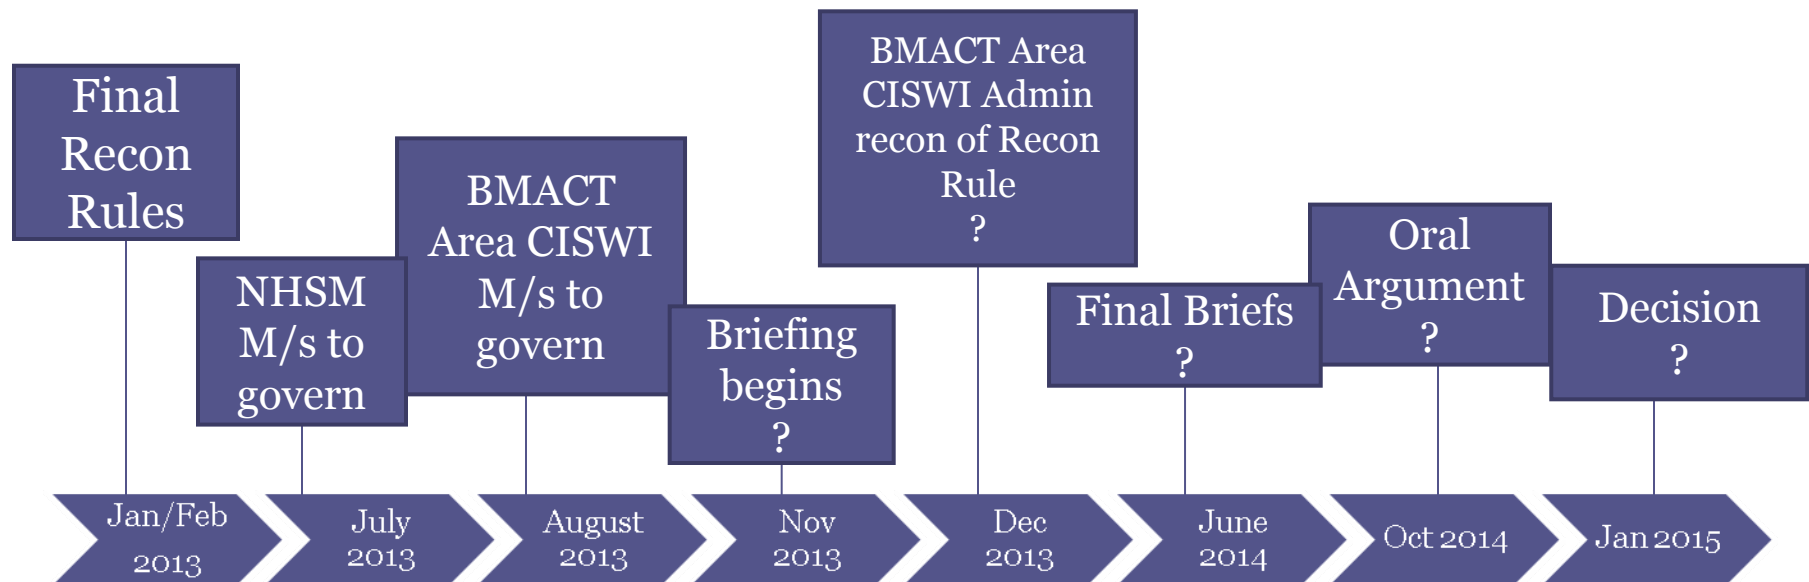 Final
Recon
Rules
NHSM
M/s to
govern
BMACT
Area CISWI
M/s to
govern
Briefing
begins
?
BMACT Area
CISWI Admin
recon of Recon
Rule
?
Final Briefs
?
Oral
Argument
?
Decision
?
Jan/Feb
2013
July
2013
August
2013
Nov
2013
Dec
2013
June
2014
Oct 2014
Jan 2015